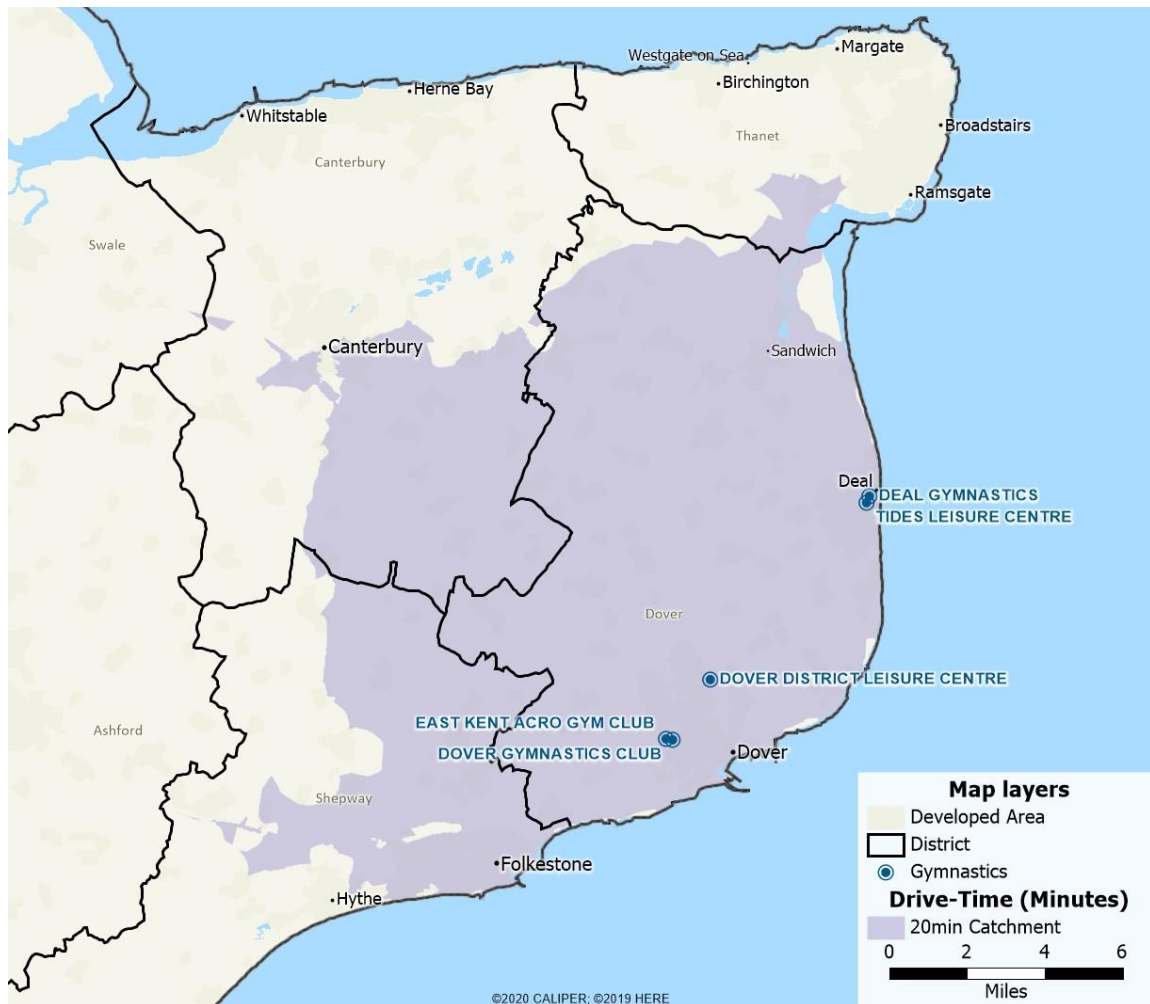 Westgate on Sea
Margate
Birchington
Herne Bay
Whitstable
Broadstairs
Thanet
Canterbury
Ramsgate
Swale
Canterbury
Sandwich
Deal
DEAL GYMNASTICS
TIDES LEISURE CENTRE
Dover
DOVER DISTRICT LEISURE CENTRE
EAST KENT ACRO GYM CLUB
DOVER GYMNASTICS CLUB
Dover
Ashford
Shepway
Folkestone
Hythe
Map layers
Developed Area
District
Gymnastics
Drive-Time (Minutes)
20min Catchment
0 2 4 6
Miles
©2020 CALIPER; ©2019 HERE